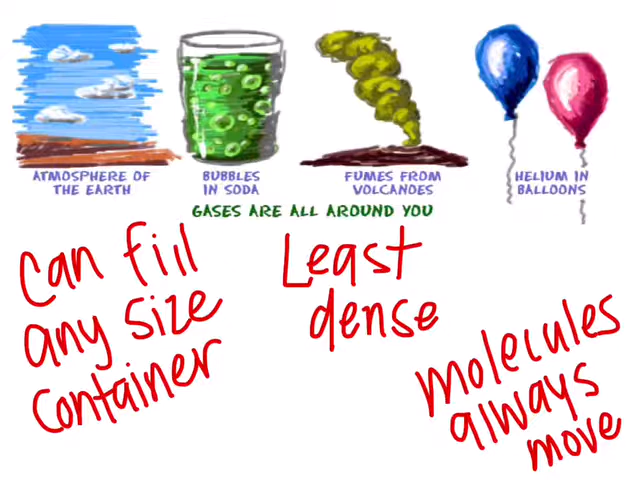 ATMOSPHERE OF
THE EARTH
BUBBLES
IN SODA
FUMES FROM
VOLCANOES
HELIUM IN
BALLOONS
GASES ARE ALL AROUND YOU
Can fill
any size
container
Least
dense
molecules
always
move